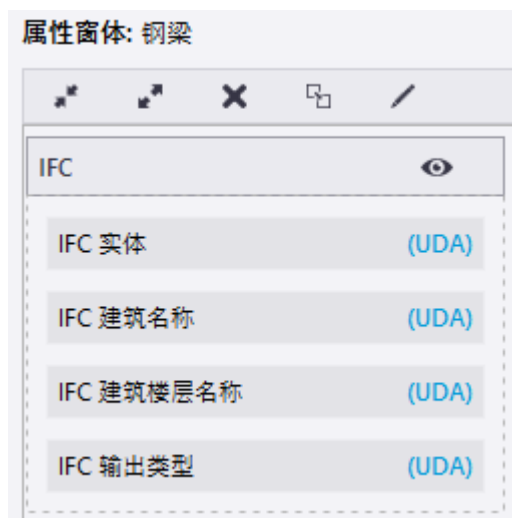 属性窗体: 钢梁
IFC
IFC 实体 (UDA)
IFC 建筑名称 (UDA)
IFC 建筑楼层名称 (UDA)
IFC 输出类型 (UDA)